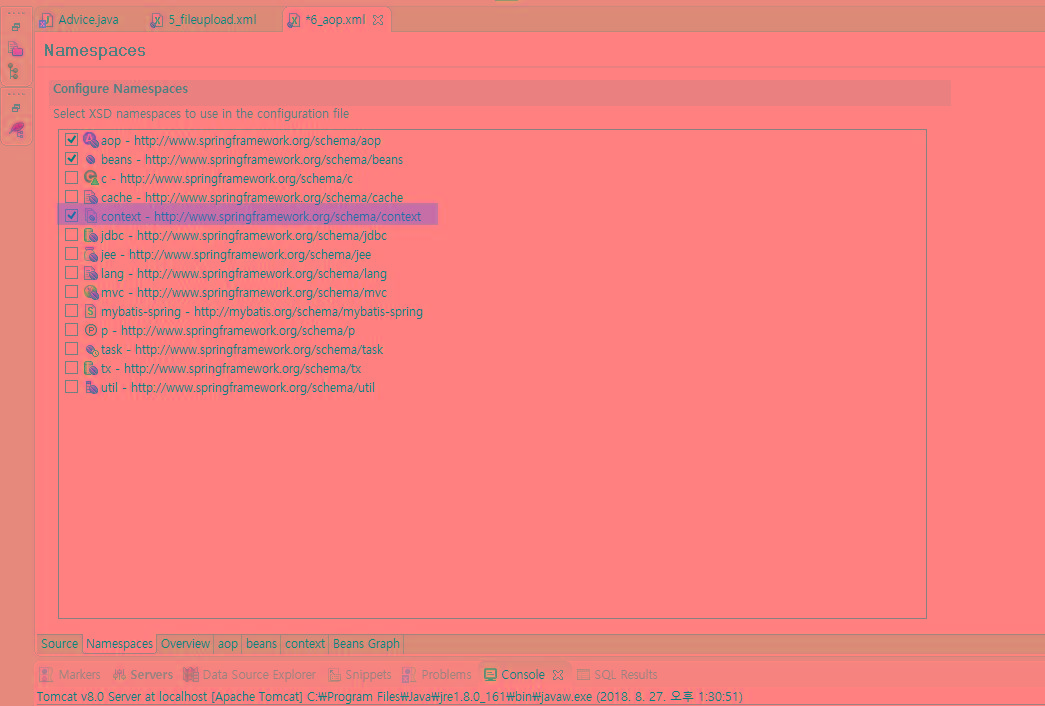 Advice.java 5_fileupload.xml *6_aop.xml
Namespaces
Configure Namespaces
Select XSD namespaces to use in the configuration file
aop - http://www.springframework.org/schema/aop
beans - http://www.springframework.org/schema/beans
c - http://www.springframework.org/schema/c
cache - http://www.springframework.org/schema/cache
context - http://www.springframework.org/schema/context
jdbc - http://www.springframework.org/schema/jdbc
jee - http://www.springframework.org/schema/jee
lang - http://www.springframework.org/schema/lang
mvc - http://www.springframework.org/schema/mvc
mybatis-spring - http://mybatis.org/schema/mybatis-spring
p - http://www.springframework.org/schema/p
task - http://www.springframework.org/schema/task
tx - http://www.springframework.org/schema/tx
util - http://www.springframework.org/schema/util
Source Namespaces Overview aop beans context Beans Graph
Markers Servers Data Source Explorer Snippets Problems Console SQL Results
Tomcat v8.0 Server at localhost [Apache Tomcat] C:₩Program Files₩Java₩jre1.8.0_161₩bin₩javaw.exe (2018. 8. 27. 오후 1:30:51)